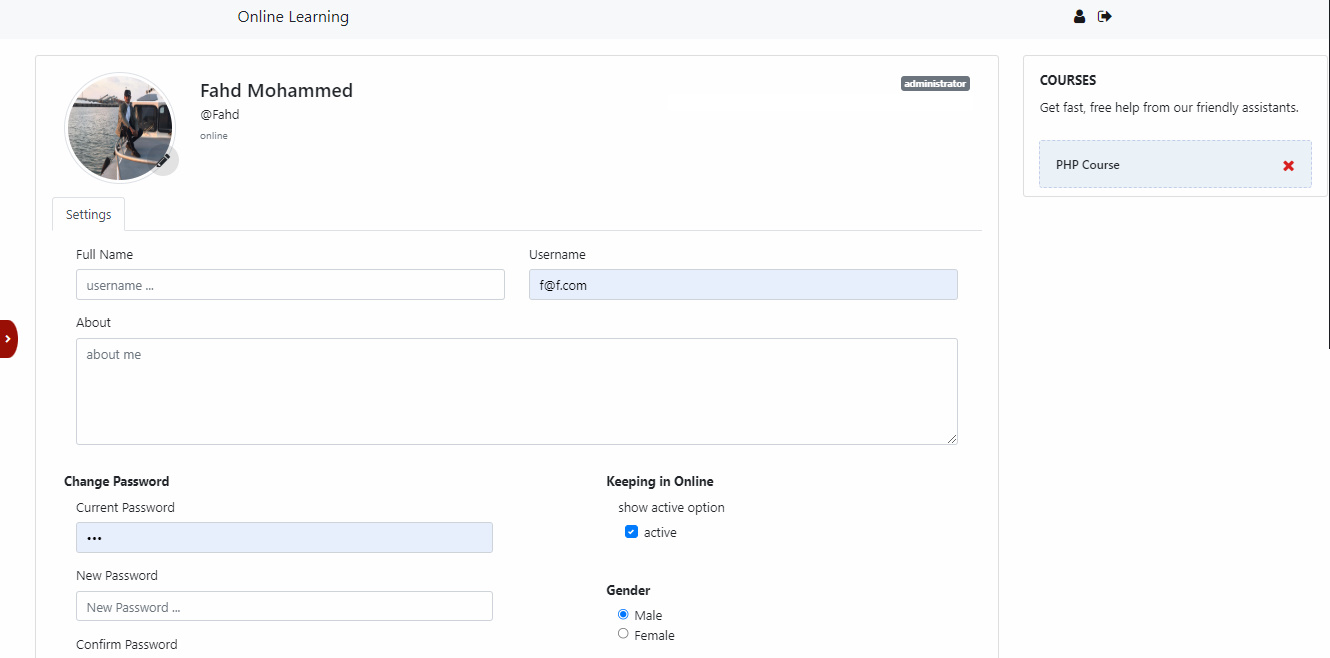 Online Learning
Fahd Mohammed
@Fahd
online
administrator
Settings
Full Name
username ...
Username
f@f.com
About
about me
Change Password
Current Password
•••
New Password
New Password ...
Confirm Password
Keeping in Online
show active option
active
Gender
Male
Female
COURSES
Get fast, free help from our friendly assistants.
PHP Course